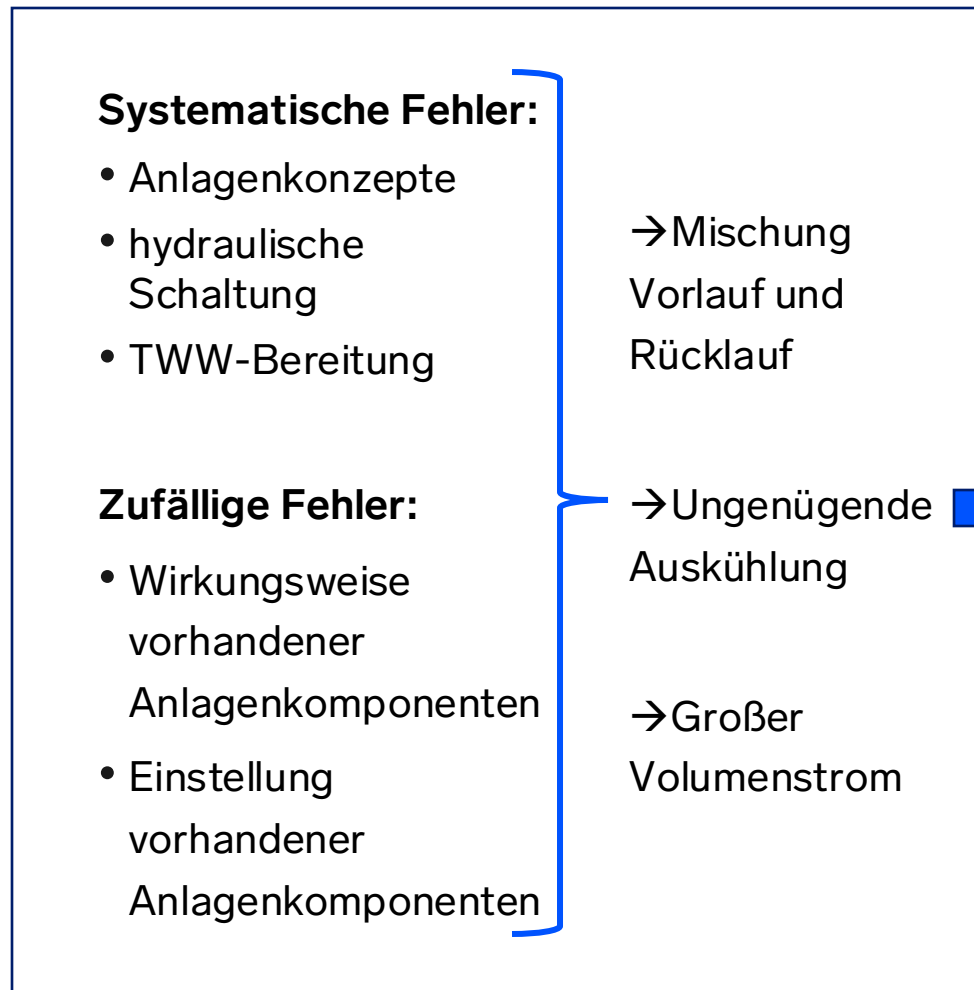 Systematische Fehler:
• Anlagenkonzepte
• hydraulische
Schaltung
• TWW-Bereitung
Zufällige Fehler:
• Wirkungsweise
vorhandener
Anlagenkomponenten
• Einstellung
vorhandener
Anlagenkomponenten
→Mischung
Vorlauf und
Rücklauf
→Ungenügende
Auskühlung
→Großer
Volumenstrom